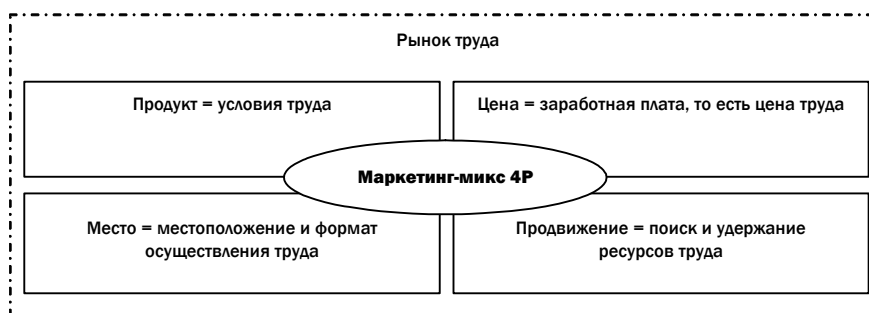 Рынок труда
Продукт = условия труда
Цена = заработная плата, то есть цена труда
Маркетинг-микс 4P
Место = местоположение и формат
осуществления труда
Продвижение = поиск и удержание
ресурсов труда